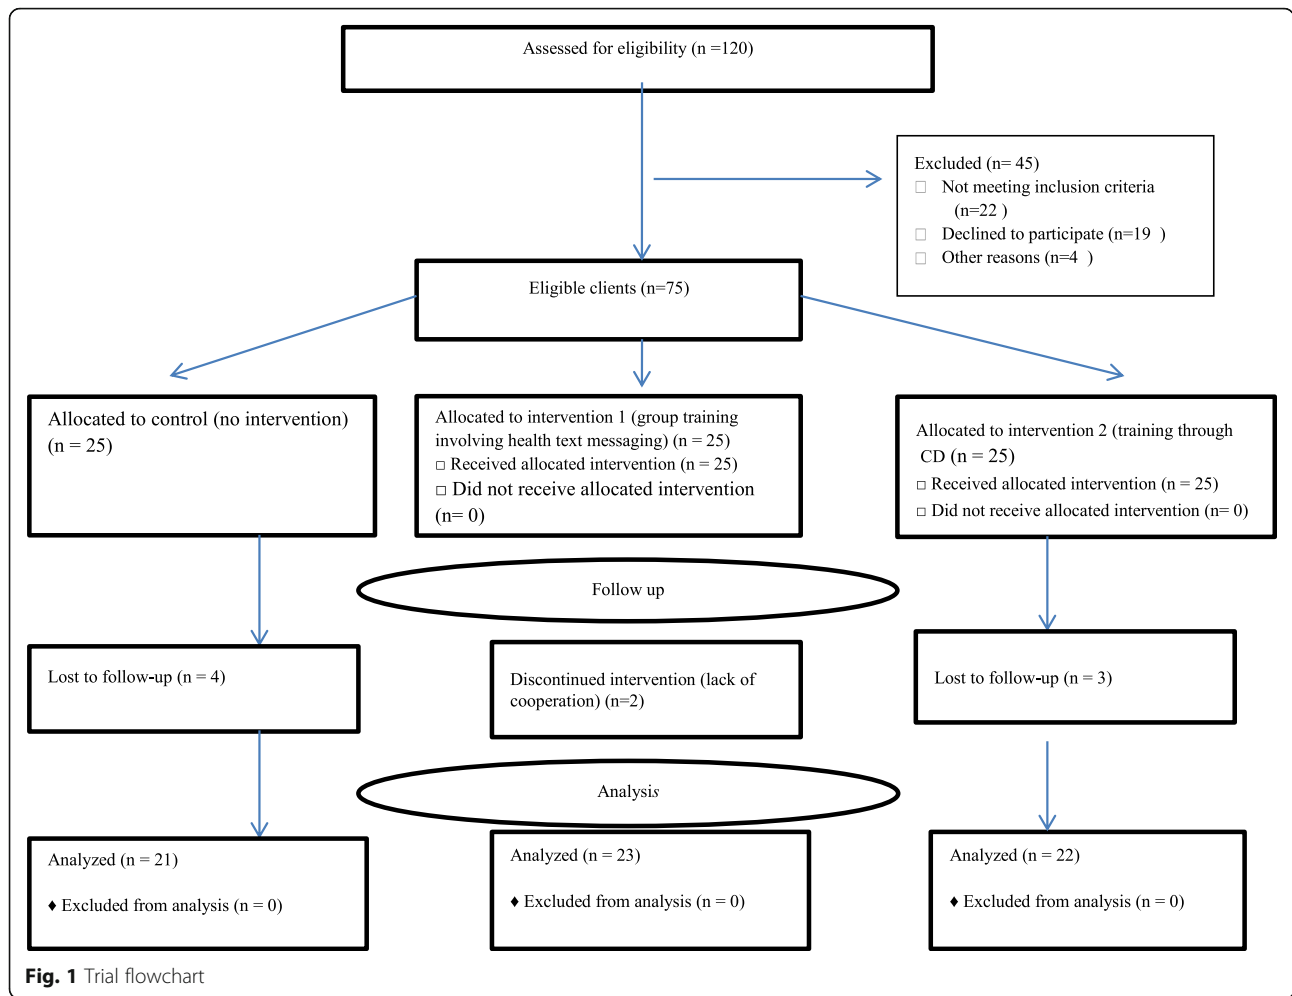 Assessed for eligibility (n =120)
Excluded (n= 45)
□ Not meeting inclusion criteria
(n=22 )
□ Declined to participate (n=19 )
□ Other reasons (n=4 )
Eligible clients (n=75)
Allocated to control (no intervention)
(n = 25)
Allocated to intervention 1 (group training
involving health text messaging) (n = 25)
□ Received allocated intervention (n = 25)
□ Did not receive allocated intervention
(n= 0)
Allocated to intervention 2 (training through
CD (n = 25)
□ Received allocated intervention (n = 25)
□ Did not receive allocated intervention (n= 0)
Follow up
Lost to follow-up (n = 4)
Discontinued intervention (lack of
cooperation) (n=2)
Lost to follow-up (n = 3)
Analysis
Analyzed (n = 21)
♦ Excluded from analysis (n = 0)
Analyzed (n = 23)
♦ Excluded from analysis (n = 0)
Analyzed (n = 22)
♦ Excluded from analysis (n = 0)
Fig. 1 Trial flowchart